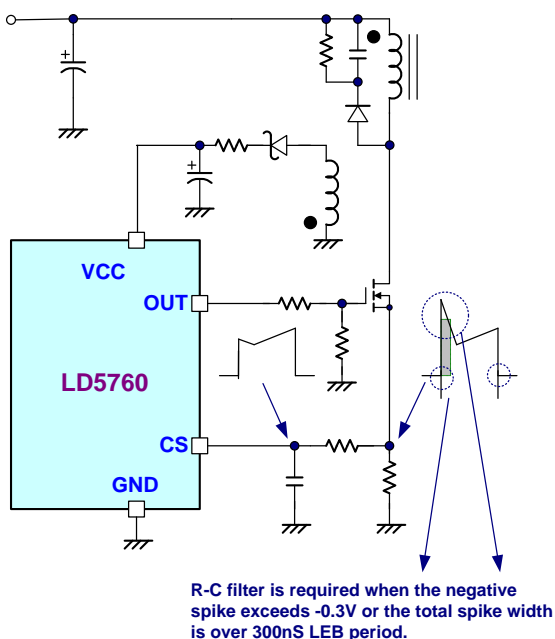 +
+
VCC
OUT
LD5760
CS
GND
R-C filter is required when the negative
spike exceeds -0.3V or the total spike width
is over 300nS LEB period.